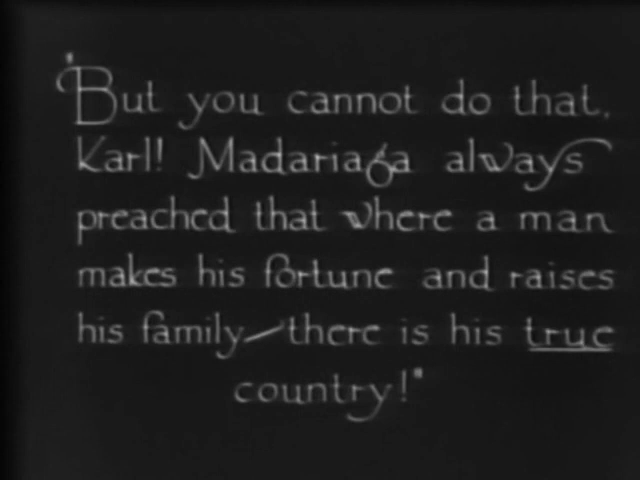 "But you cannot do that,
Karl! Madariaga always
preached that where a man
makes his fortune and raises
his family—there is his true
country!"